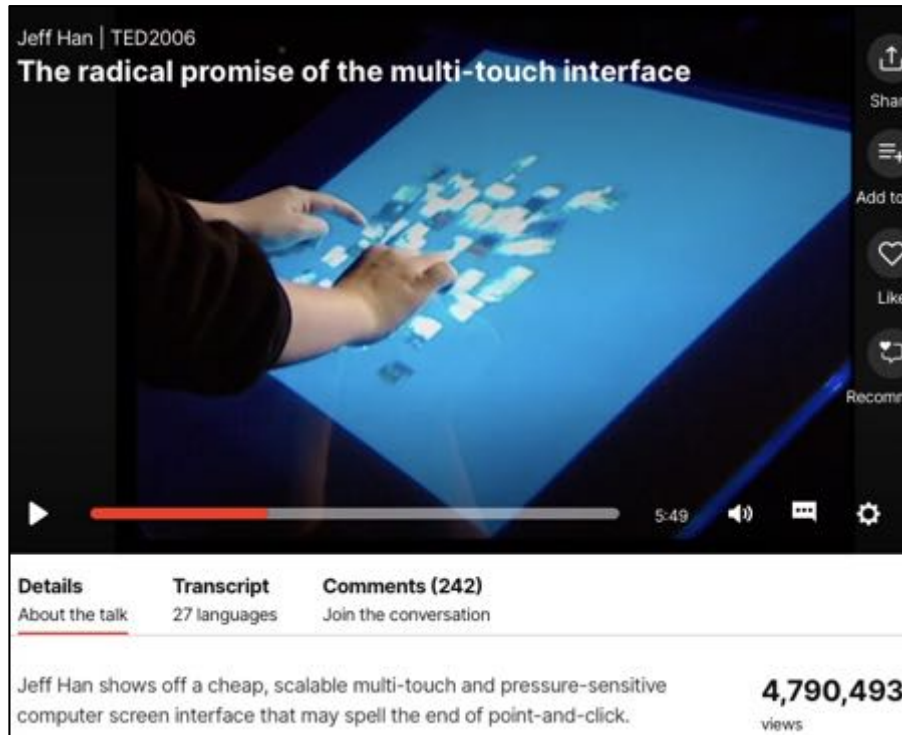 Jeff Han | TED2006
The radical promise of the multi-touch interface
Shar
Add to
Like
Recomm
5:49
Details
About the talk
Transcript
27 languages
Comments (242)
Join the conversation
Jeff Han shows off a cheap, scalable multi-touch and pressure-sensitive
computer screen interface that may spell the end of point-and-click.
4,790,493
views